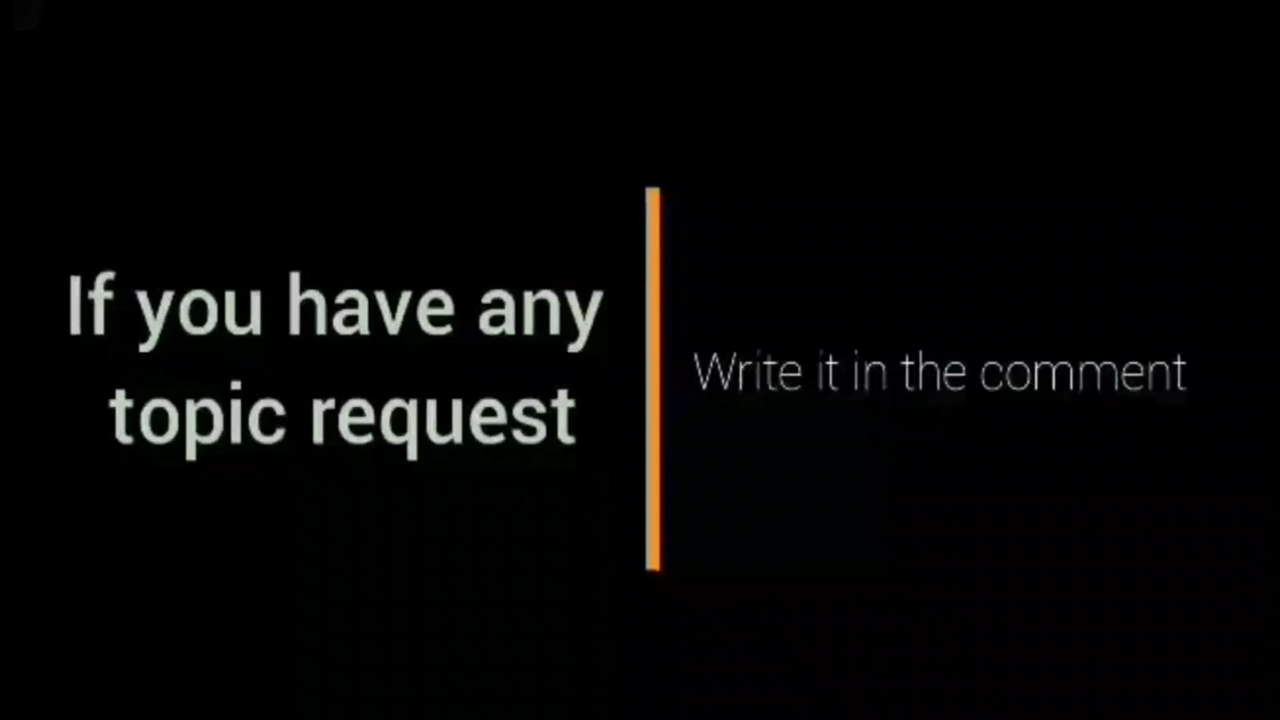 If you have any
topic request
Write it in the comment